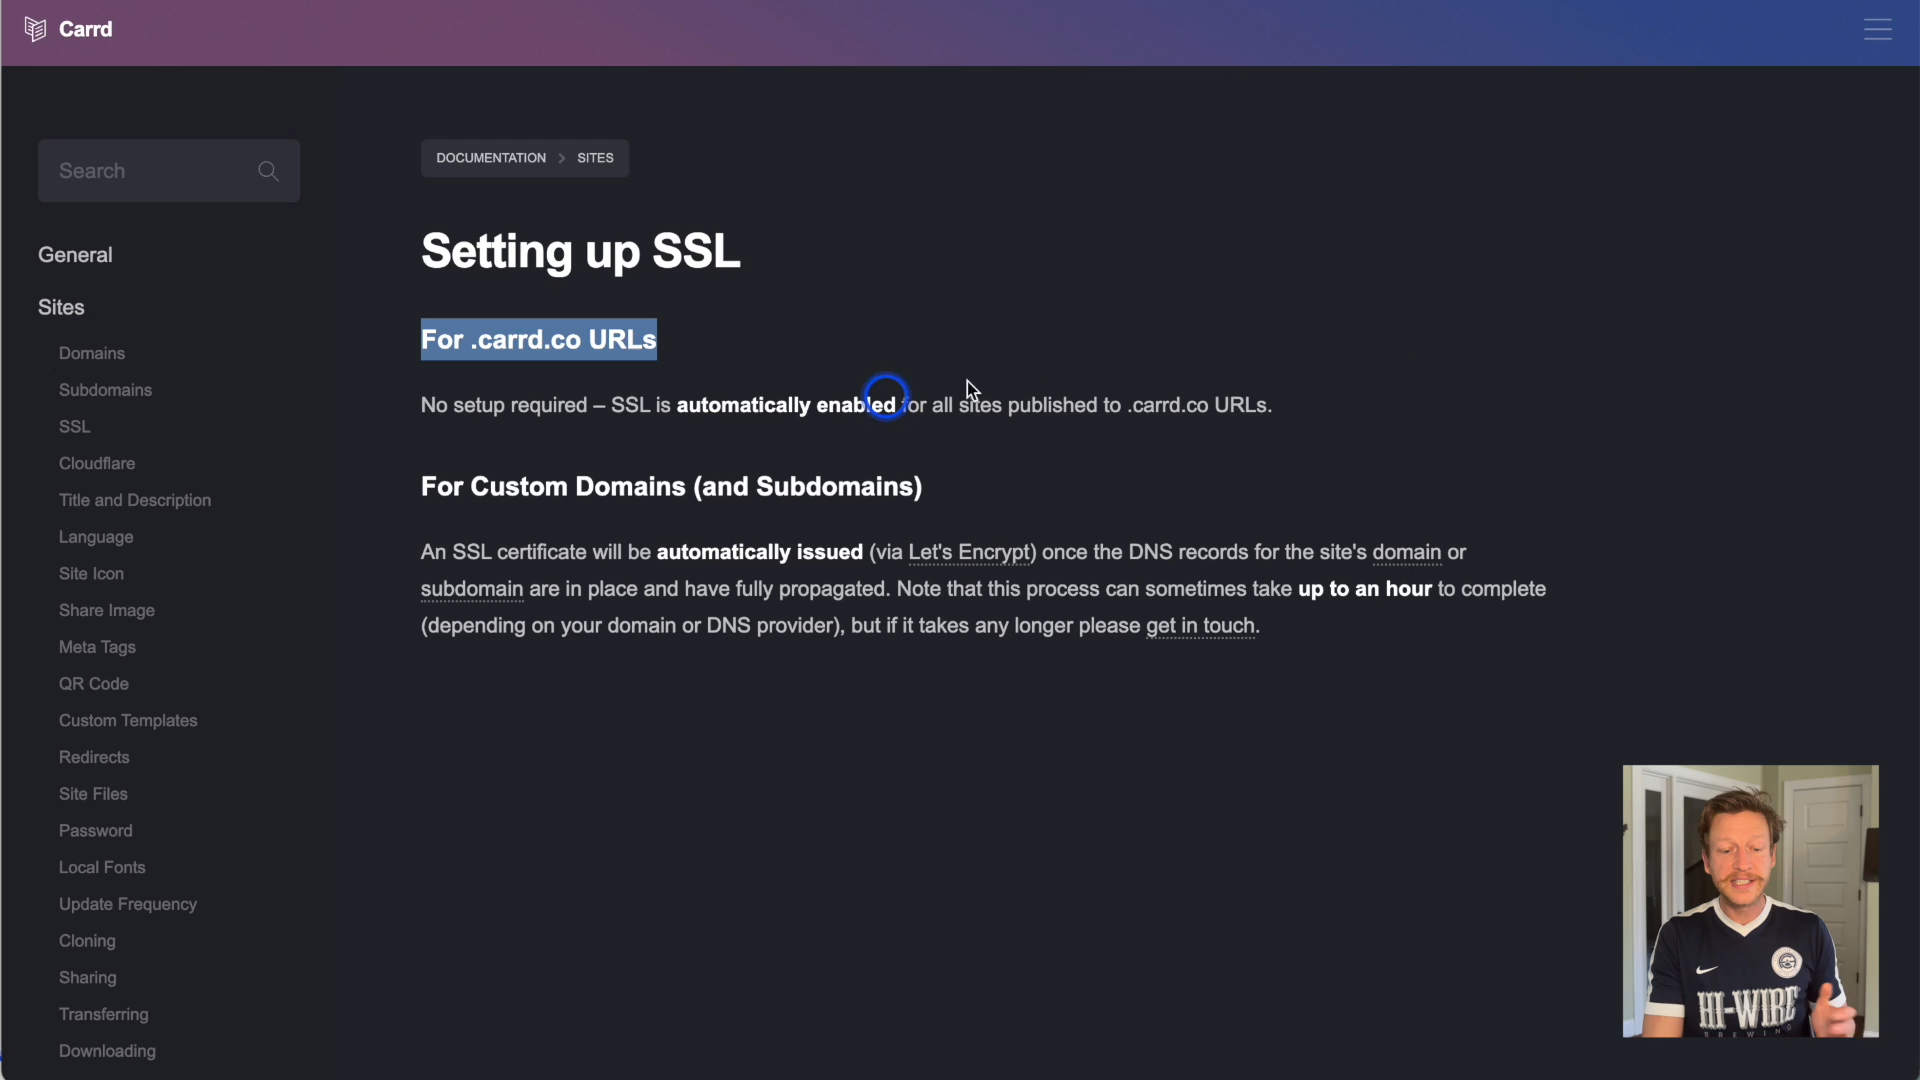 Carrd
Search
General
Sites
Domains
Subdomains
SSL
Cloudflare
Title and Description
Language
Site Icon
Share Image
Meta Tags
QR Code
Custom Templates
Redirects
Site Files
Password
Local Fonts
Update Frequency
Cloning
Sharing
Transferring
Downloading
DOCUMENTATION > SITES
Setting up SSL
For .carrd.co URLs
No setup required – SSL is automatically enabled for all sites published to .carrd.co URLs.
For Custom Domains (and Subdomains)
An SSL certificate will be automatically issued (via Let's Encrypt) once the DNS records for the site's domain or
subdomain are in place and have fully propagated. Note that this process can sometimes take up to an hour to complete
(depending on your domain or DNS provider), but if it takes any longer please get in touch.
HI-WIRE
BREWING